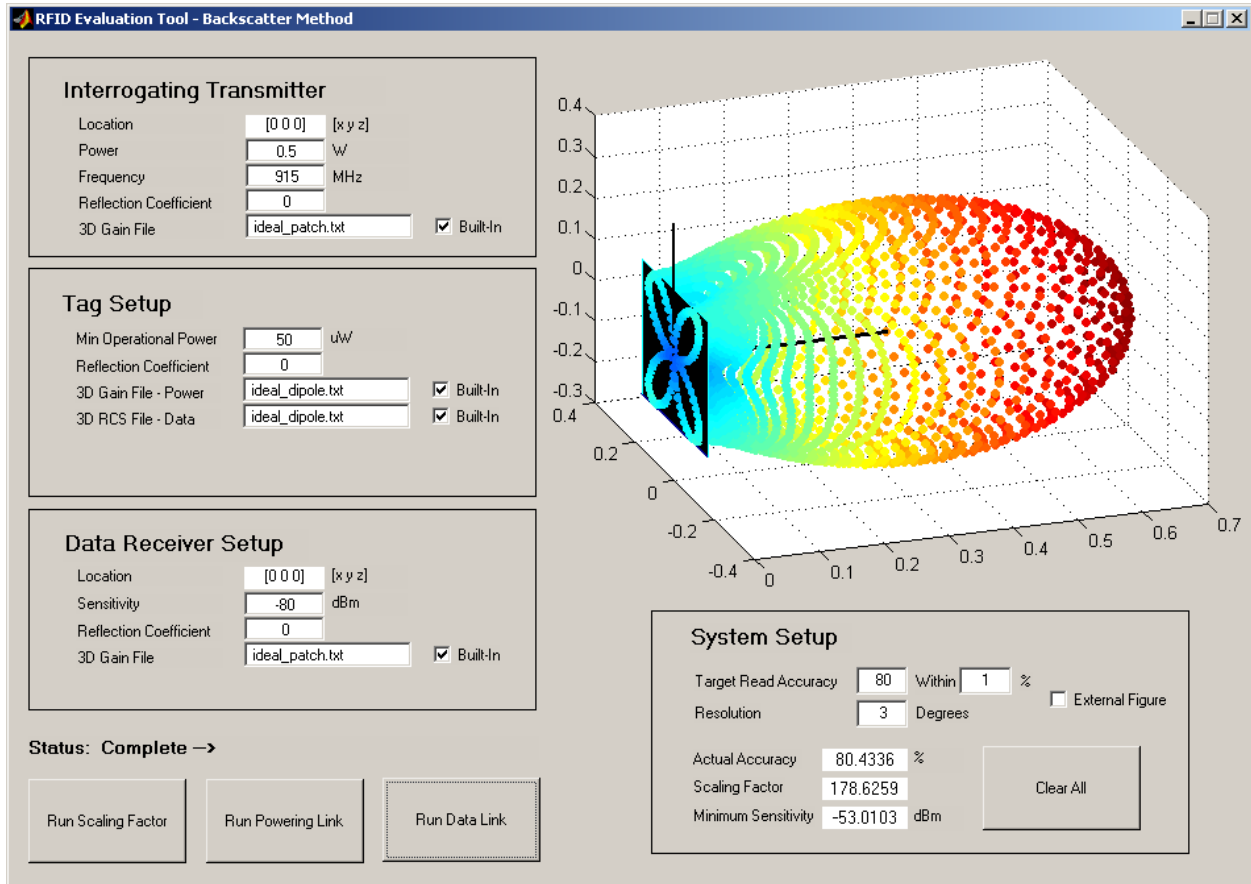 RFID Evaluation Tool - Backscatter Method
Interrogating Transmitter
Location [0 0 0] [x y z]
Power 0.5 W
Frequency 915 MHz
Reflection Coefficient 0
3D Gain File ideal_patch.txt Built-In
Tag Setup
Min Operational Power 50 uW
Reflection Coefficient 0
3D Gain File - Power ideal_dipole.txt Built-In
3D RCS File - Data ideal_dipole.txt Built-In
Data Receiver Setup
Location [0 0 0] [x y z]
Sensitivity -80 dBm
Reflection Coefficient 0
3D Gain File ideal_patch.txt Built-In
Status: Complete -->
Run Scaling Factor
Run Powering Link
Run Data Link
0.4
0.3
0.2
0.1
0
-0.1
-0.2
-0.3
0.4
0.2
0
-0.2
-0.4
0
0.1
0.2
0.3
0.4
0.5
0.6
0.7
System Setup
Target Read Accuracy 80 Within 1 %
Resolution 3 Degrees
External Figure
Actual Accuracy 80.4336 %
Scaling Factor 178.6259
Minimum Sensitivity -53.0103 dBm
Clear All